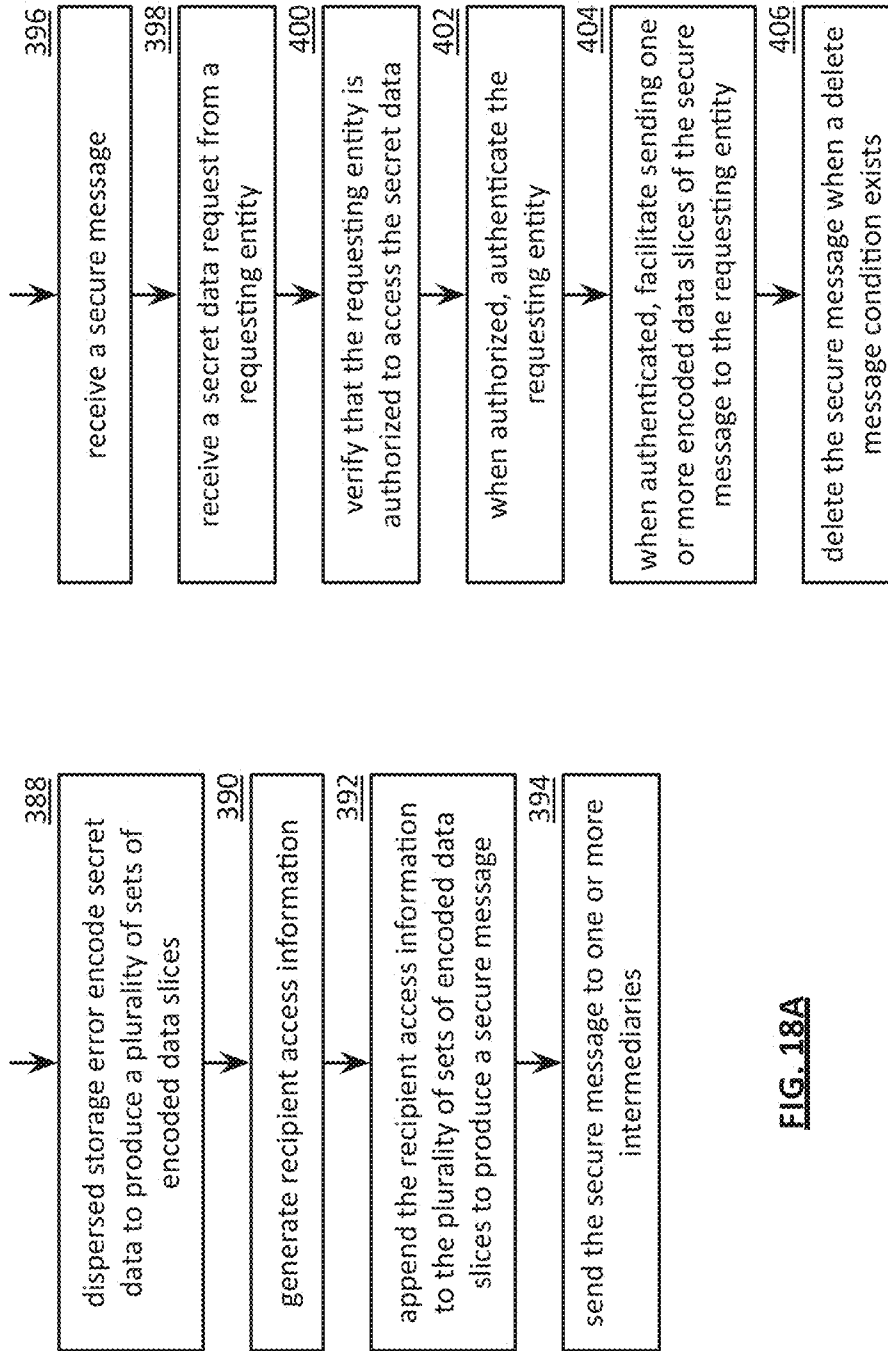 388
dispersed storage error encode secret
data to produce a plurality of sets of
encoded data slices
390
generate recipient access information
392
append the recipient access information
to the plurality of sets of encoded data
slices to produce a secure message
394
send the secure message to one or more
intermediaries
FIG. 18A
396
receive a secure message
398
receive a secret data request from a
requesting entity
400
verify that the requesting entity is
authorized to access the secret data
402
when authorized, authenticate the
requesting entity
404
when authenticated, facilitate sending one
or more encoded data slices of the secure
message to the requesting entity
406
delete the secure message when a delete
message condition exists